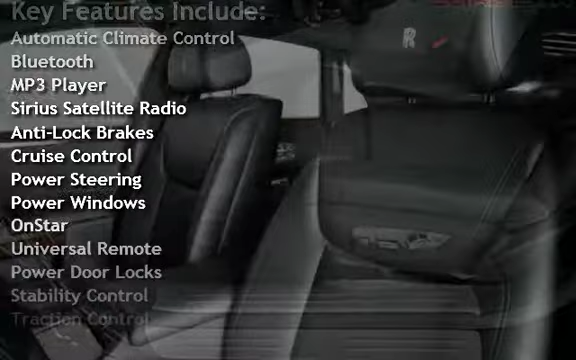 Key Features Include:
Automatic Climate Control
Bluetooth
MP3 Player
Sirius Satellite Radio
Anti-Lock Brakes
Cruise Control
Power Steering
Power Windows
OnStar
Universal Remote
Power Door Locks
Stability Control
Traction Control
R